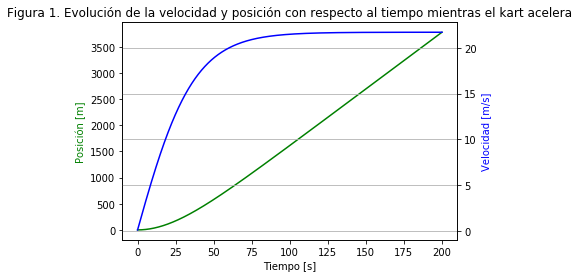 Figura 1. Evolución de la velocidad y posición con respecto al tiempo mientras el kart acelera
3500
3000
2500
2000
1500
1000
500
0
Posición [m]
20
15
10
5
0
Velocidad [m/s]
0 25 50 75 100 125 150 175 200
Tiempo [s]